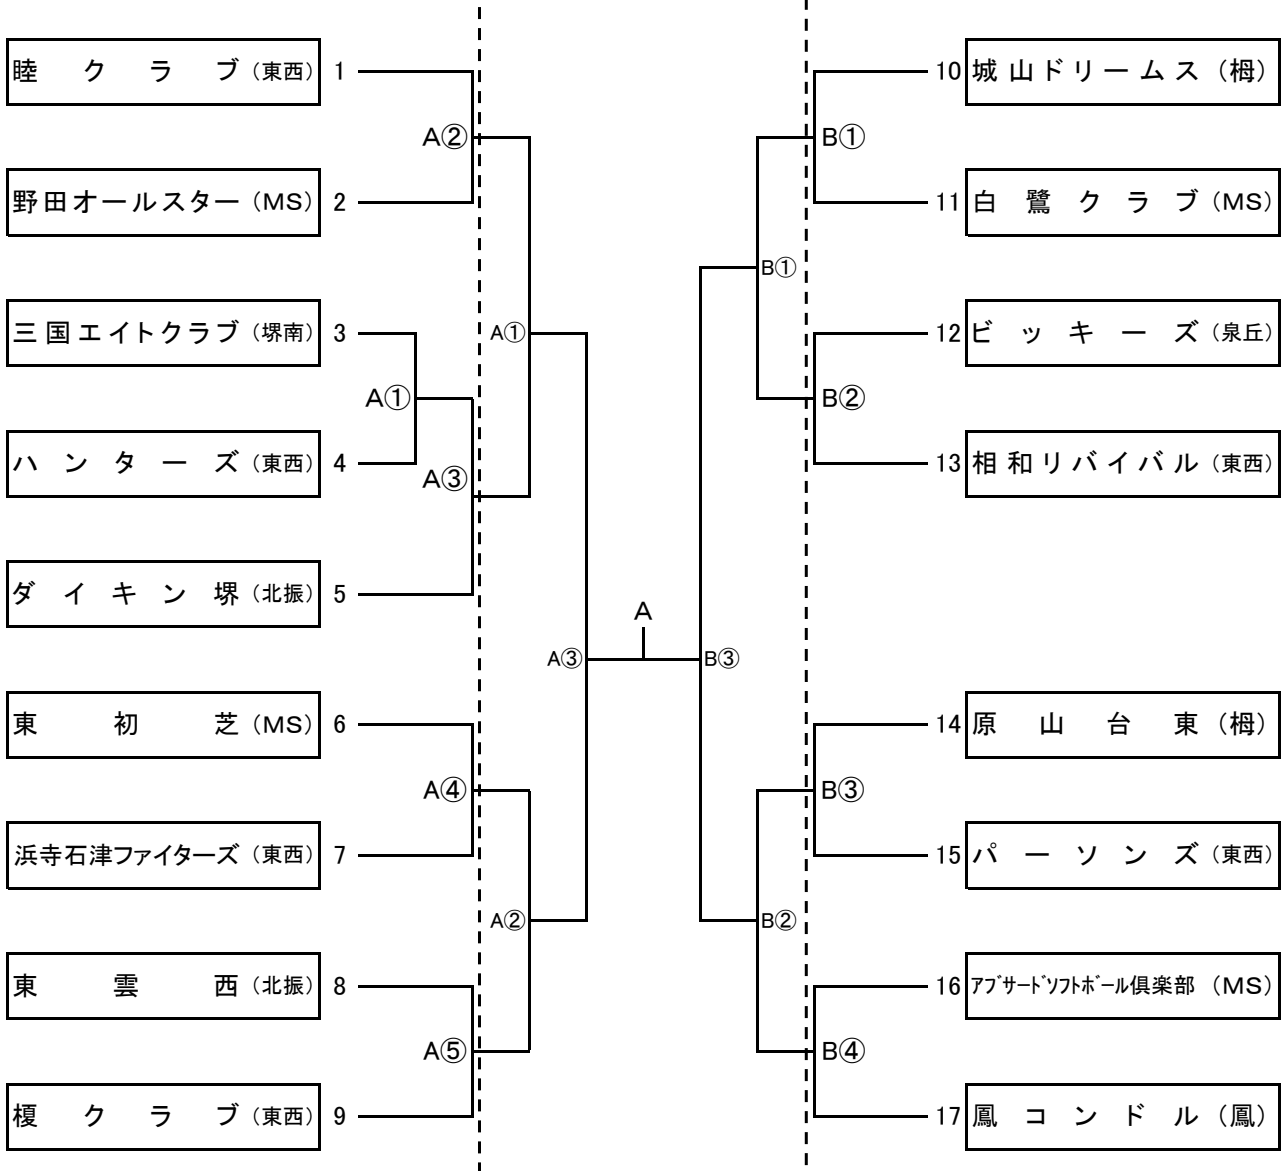 睦クラブ（東西） 1
A②
野田オールスター（MS） 2
三国エイトクラブ（堺南） 3
A①
A①
ハンターズ（東西） 4
A③
ダイキン堺（北振） 5
A
A③
B③
東初芝（MS） 6
A④
浜寺石津ファイターズ（東西） 7
A②
東雲西（北振） 8
A⑤
榎クラブ（東西） 9
10 城山ドリームス（栂）
B①
11 白鷺クラブ（MS）
B①
12 ビッキーズ（泉丘）
B②
13 相和リバイバル（東西）
14 原山台東（栂）
B③
15 パーソンズ（東西）
B②
16 ｱﾌﾞｻｰﾄﾞｿﾌﾄﾎﾞｰﾙ倶楽部（MS）
B④
17 鳳コンドル（鳳）